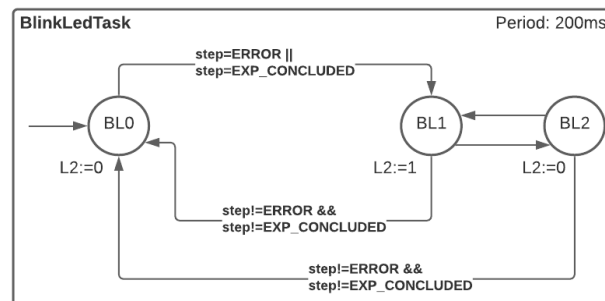 BlinkLedTask
Period: 200ms
step=ERROR ||
step=EXP_CONCLUDED
BL0
BL1
BL2
L2:=0
L2:=1
L2:=0
step!=ERROR &&
step!=EXP_CONCLUDED
step!=ERROR &&
step!=EXP_CONCLUDED